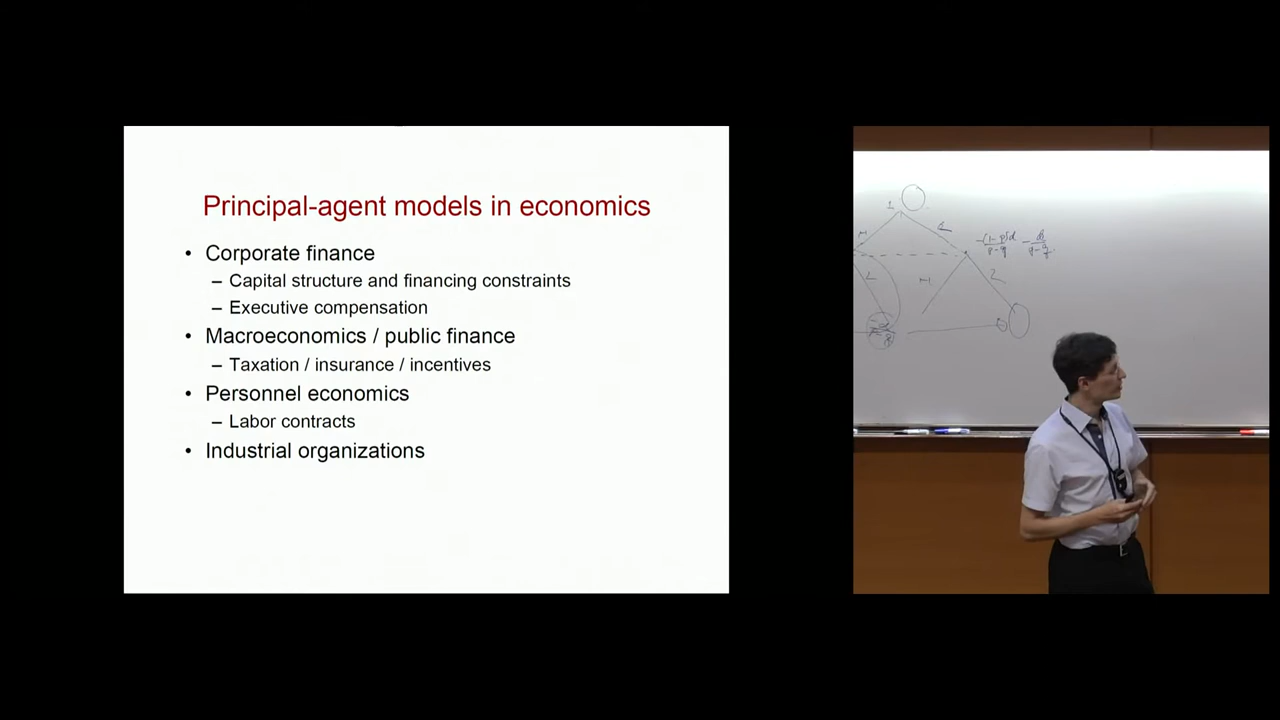 Principal-agent models in economics
• Corporate finance
– Capital structure and financing constraints
– Executive compensation
• Macroeconomics / public finance
– Taxation / insurance / incentives
• Personnel economics
– Labor contracts
• Industrial organizations
1